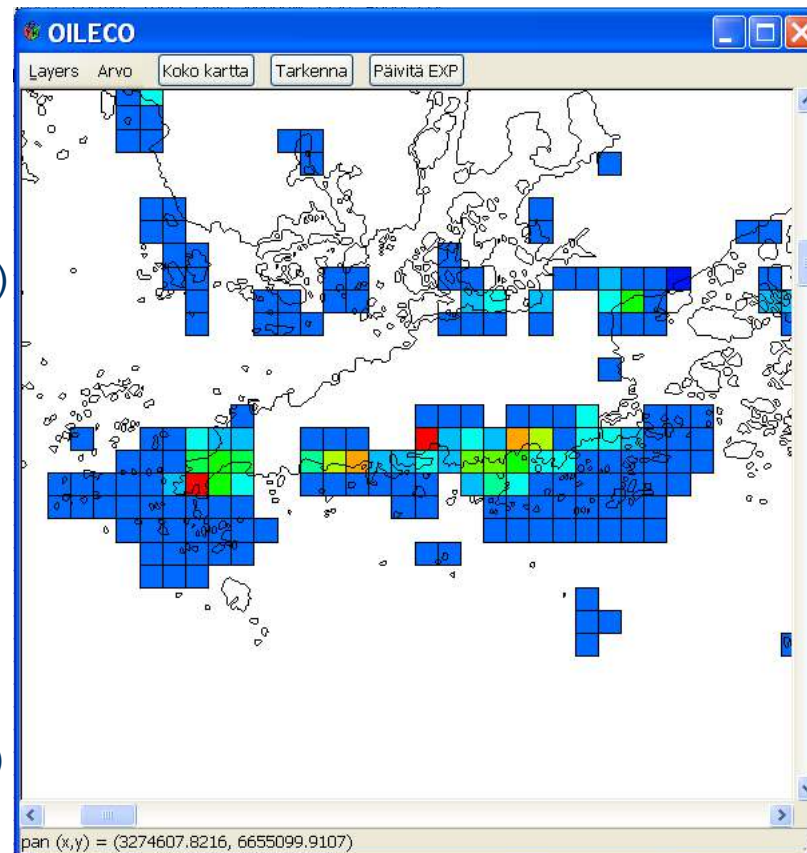 OILECO
Layers Arvo Koko kartta Tarkenna Päivitä EXP
)
)
pan (x,y) = (3274607.8216, 6655099.9107)